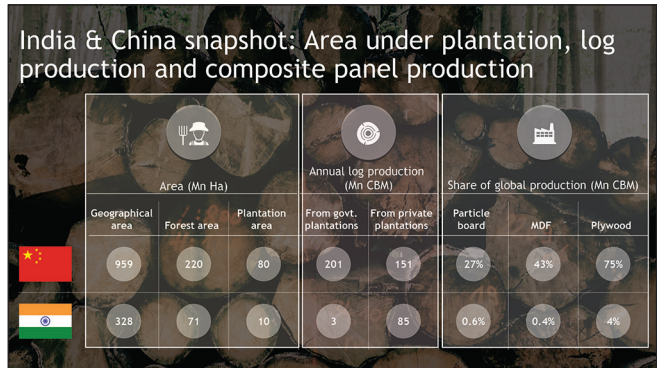 India & China snapshot: Area under plantation, log
production and composite panel production
Area (Mn Ha)
Annual log production
(Mn CBM)
Share of global production (Mn CBM)
Geographical
area
Forest area
Plantation
area
From govt.
plantations
From private
plantations
Particle
board
MDF
Plywood
959 220 80 201 151 27% 43% 75%
328 71 10 3 85 0.6% 0.4% 4%